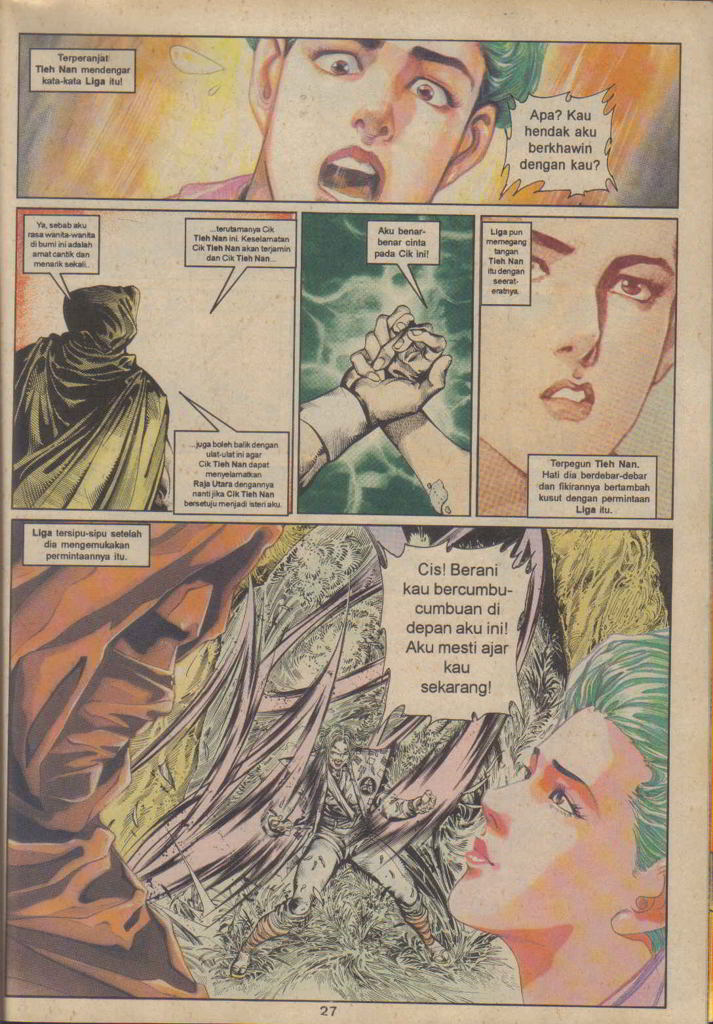 Terperanjat
Tieh Nan mendengar
kata-kata Liga itu!
Apa? Kau
hendak aku
berkhawin
dengan kau?
Ya, sebab aku
rasa wanita-wanita
di bumi ini adalah
amat cantik dan
menarik sekali..
...terutamanya Cik
Tieh Nan ini. Keselamatan
Cik Tieh Nan akan terjamin
dan Cik Tieh Nan...
...juga boleh balik dengan
ulat-ulat ini agar
Cik Tieh Nan dapat
menyelamatkan
Raja Utara dengannya
nanti jika Cik Tieh Nan
bersetuju menjadi isteri aku.
Aku benar-
benar cinta
pada Cik ini!
Liga pun
memegang
tangan
Tieh Nan
itu dengan
seerat-
eratnya.
Terpegun Tieh Nan.
Hati dia berdebar-debar
dan fikirannya bertambah
kusut dengan permintaan
Liga itu.
Liga tersipu-sipu setelah
dia mengemukakan
permintaannya itu.
Cis! Berani
kau bercumbu-
cumbuan di
depan aku ini!
Aku mesti ajar
kau
sekarang!
27